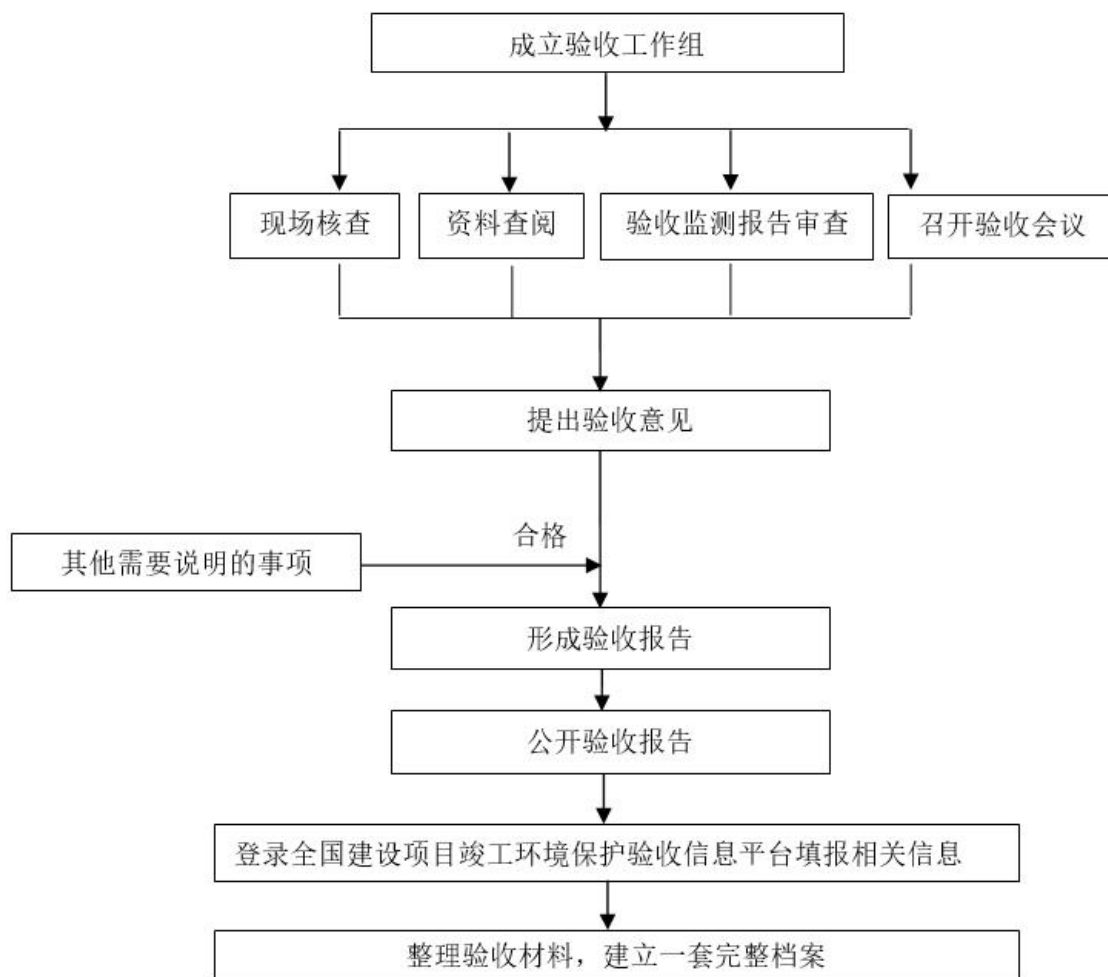 成立验收工作组
现场核查
资料查阅
验收监测报告审查
召开验收会议
提出验收意见
合格
其他需要说明的事项
形成验收报告
公开验收报告
登录全国建设项目竣工环境保护验收信息平台填报相关信息
整理验收材料，建立一套完整档案